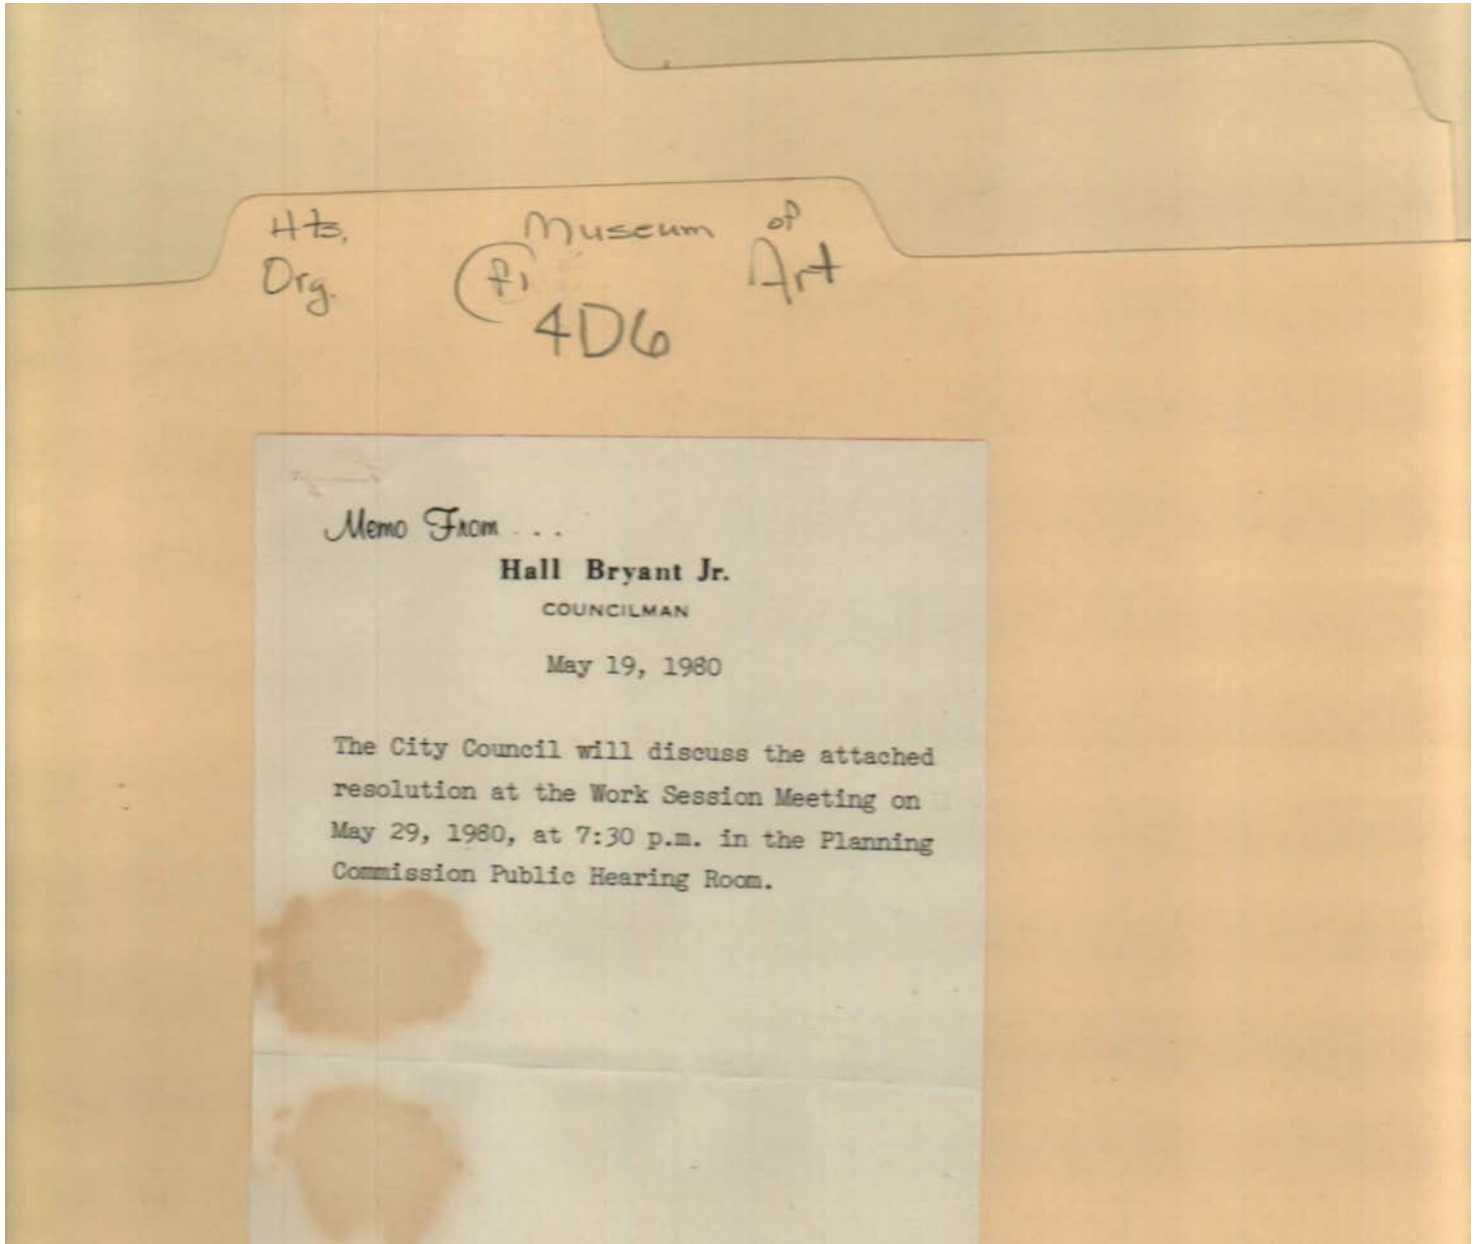 Hts. Museum of
Org. Art
4D6
Memo From . . .
Hall Bryant Jr.
COUNCILMAN
May 19, 1980
The City Council will discuss the attached
resolution at the Work Session Meeting on
May 29, 1980, at 7:30 p.m. in the Planning
Commission Public Hearing Room.